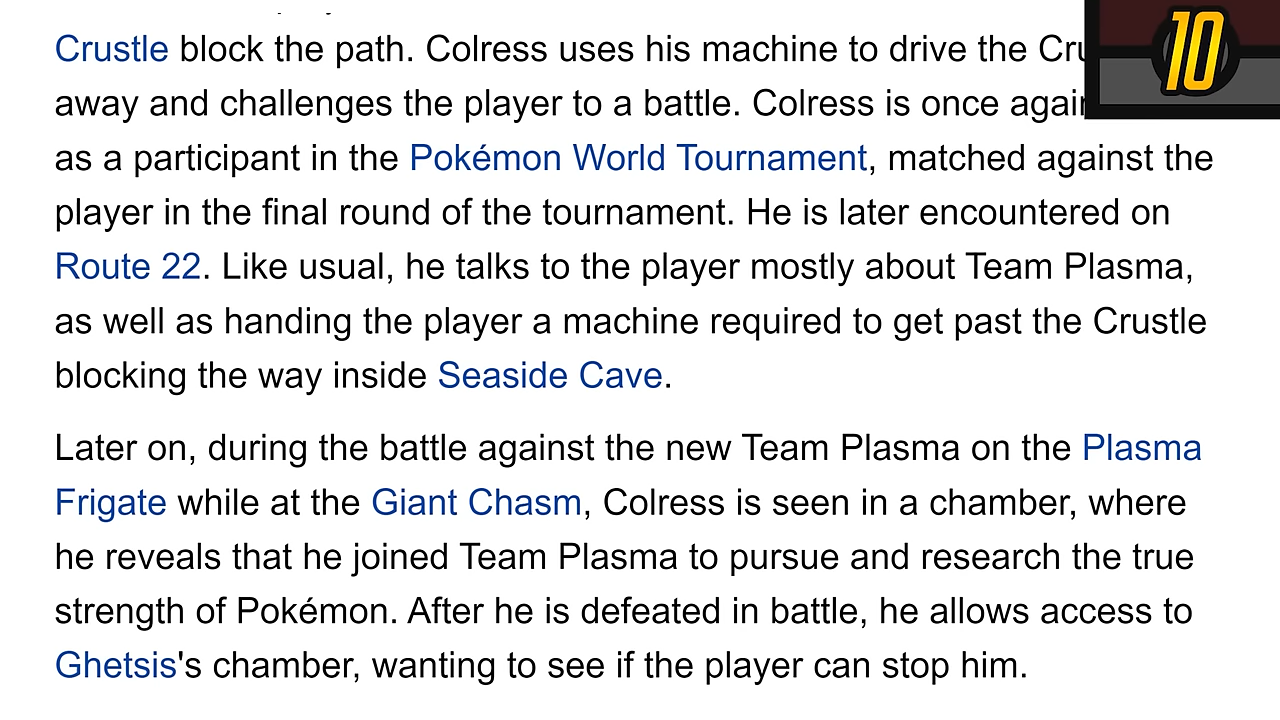 Crustle block the path. Colress uses his machine to drive the
away and challenges the player to a battle. Colress is once
as a participant in the Pokémon World Tournament, matched against the
player in the final round of the tournament. He is later encountered on
Route 22. Like usual, he talks to the player mostly about Team Plasma,
as well as handing the player a machine required to get past the Crustle
blocking the way inside Seaside Cave.
Later on, during the battle against the new Team Plasma on the Plasma
Frigate while at the Giant Chasm, Colress is seen in a chamber, where
he reveals that he joined Team Plasma to pursue and research the true
strength of Pokémon. After he is defeated in battle, he allows access to
Ghetsis's chamber, wanting to see if the player can stop him.
10